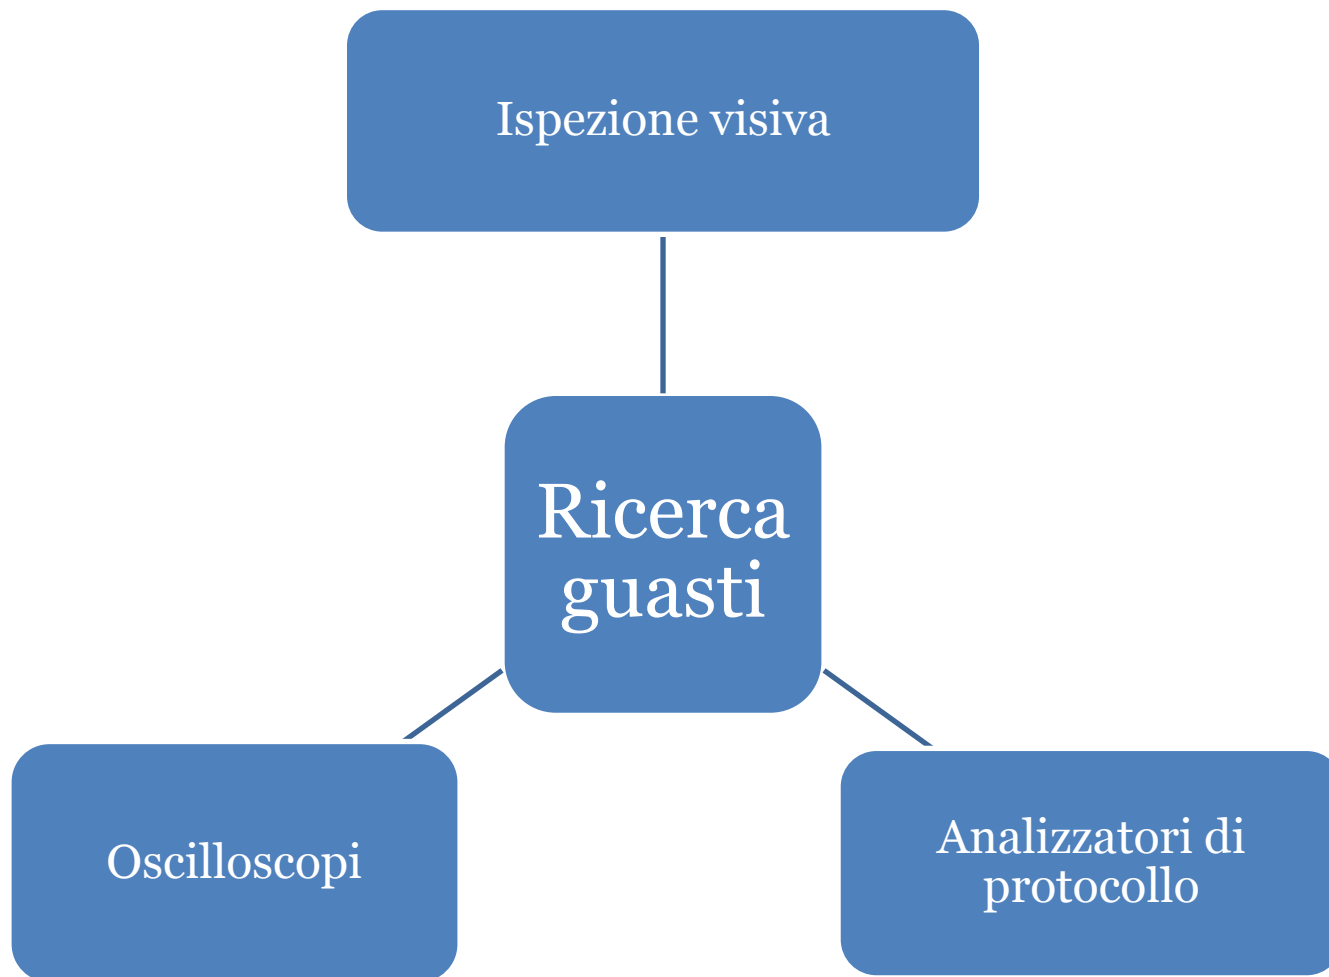 Ispezione visiva
Ricerca
guasti
Oscilloscopi
Analizzatori di
protocollo